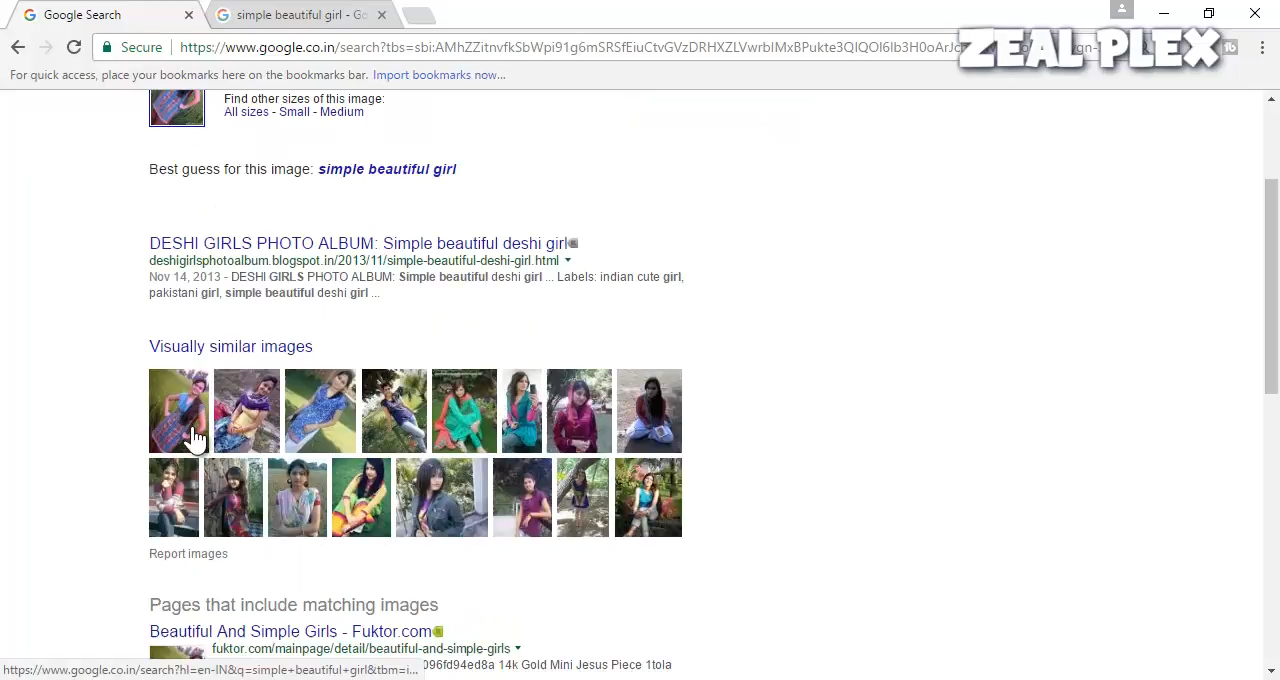 Google Search
simple beautiful girl - Go
Secure
https://www.google.co.in/search?tbs=sbi:AMhZZitnvfkSbWpi91g6mSRSfEiuCtvGVzDRHXZLVwrblMxBPukte3QlQOl6lb3H0oArJ
ZEAL PLEX
For quick access, place your bookmarks here on the bookmarks bar. Import bookmarks now...
Find other sizes of this image:
All sizes - Small - Medium
Best guess for this image: simple beautiful girl
DESHI GIRLS PHOTO ALBUM: Simple beautiful deshi girl
deshigirlsphotoalbum.blogspot.in/2013/11/simple-beautiful-deshi-girl.html
Nov 14, 2013 - DESHI GIRLS PHOTO ALBUM: Simple beautiful deshi girl ... Labels: indian cute girl,
pakistani girl, simple beautiful deshi girl ...
Visually similar images
Report images
Pages that include matching images
Beautiful And Simple Girls - Fuktor.com
fuktor.com/mainpage/detail/beautiful-and-simple-girls
096fd94ed8a 14k Gold Mini Jesus Piece 1tola
https://www.google.co.in/search?hl=en-IN&q=simple+beautiful+girl&tbm=i...